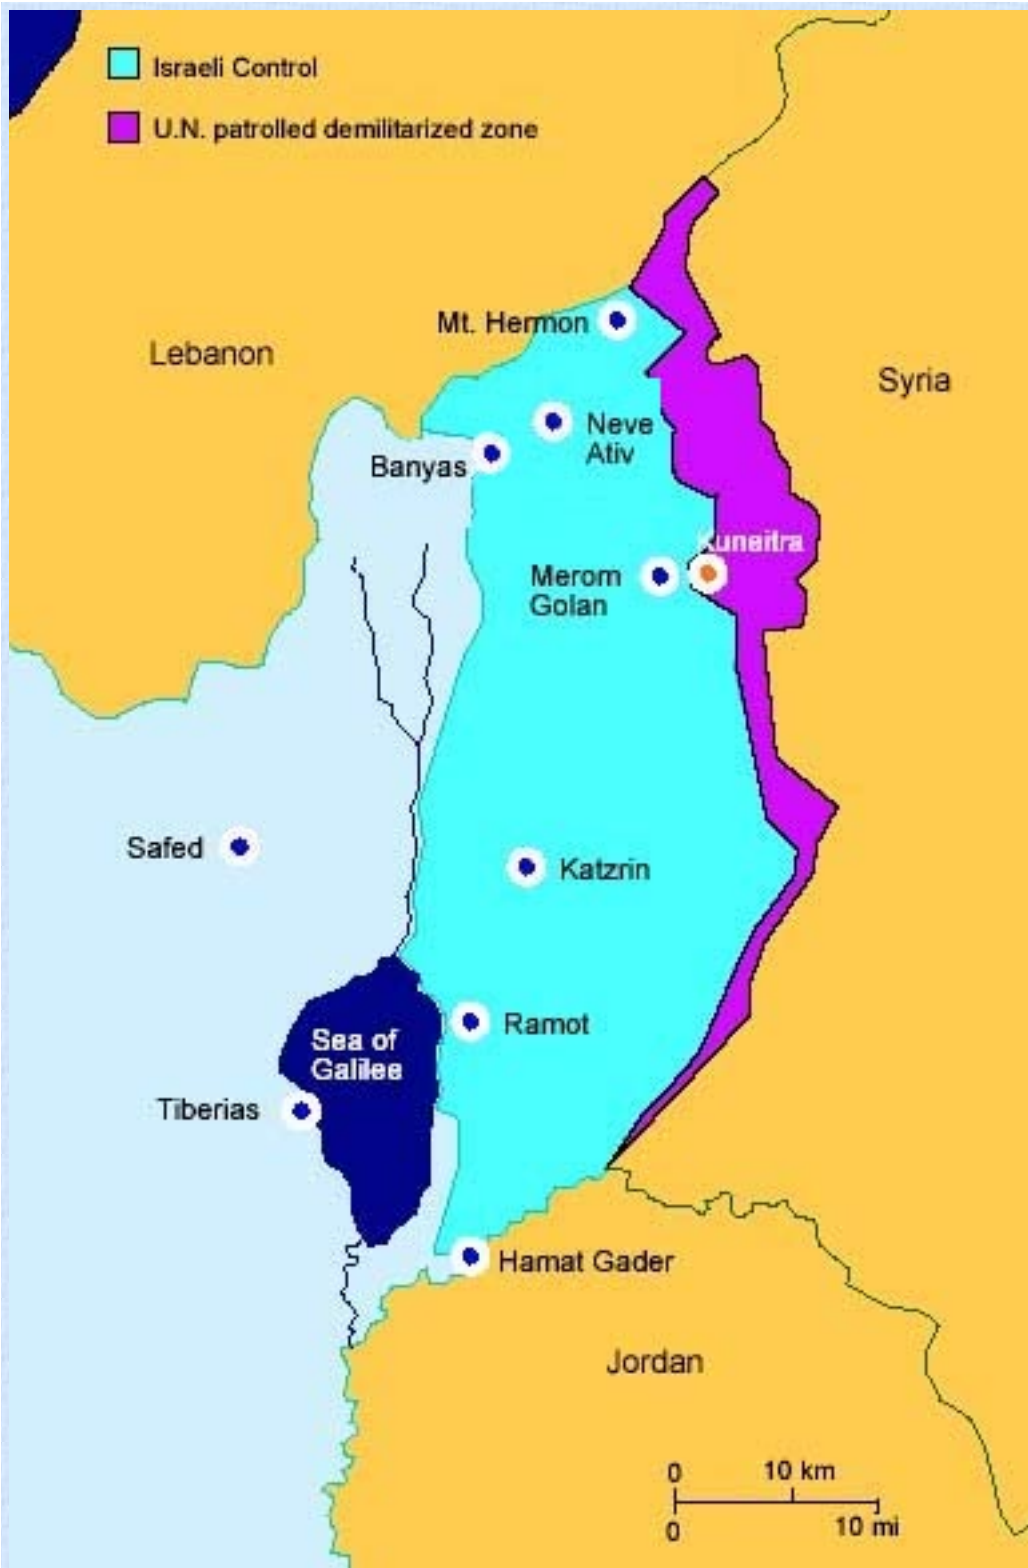 Israeli Control
U.N. patrolled demilitarized zone
Mt. Hermon
Lebanon
Syria
Neve
Ativ
Banyas
Kuneitra
Merom
Golan
Safed
Katzrin
Ramot
Sea of
Galilee
Tiberias
Hamat Gader
Jordan
0 10 km
0 10 mi